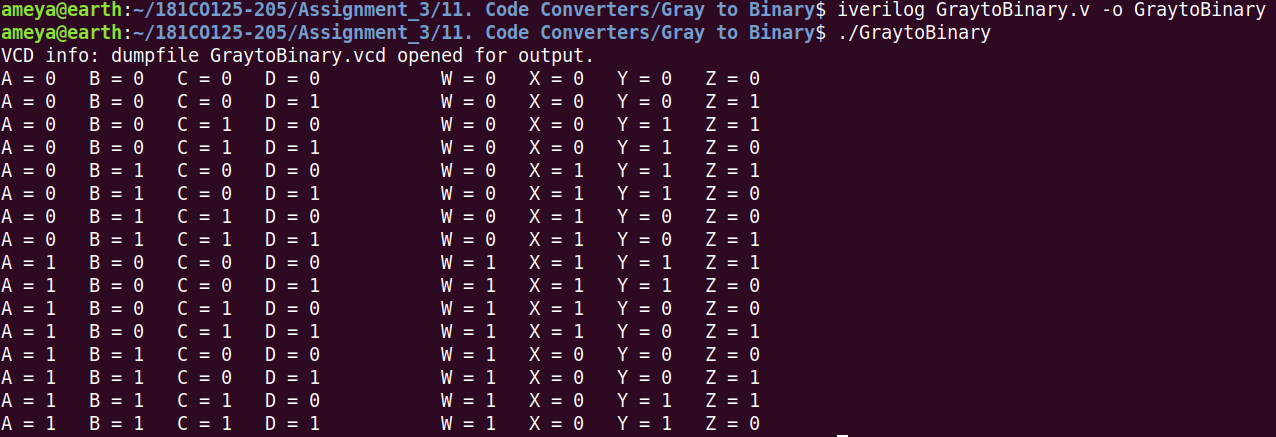 ameya@earth:~/181CO125-205/Assignment_3/11. Code Converters/Gray to Binary$ iverilog GraytoBinary.v -o GraytoBinary
ameya@earth:~/181CO125-205/Assignment_3/11. Code Converters/Gray to Binary$ ./GraytoBinary
VCD info: dumpfile GraytoBinary.vcd opened for output.
A = 0   B = 0   C = 0   D = 0           W = 0   X = 0   Y = 0   Z = 0
A = 0   B = 0   C = 0   D = 1           W = 0   X = 0   Y = 0   Z = 1
A = 0   B = 0   C = 1   D = 0           W = 0   X = 0   Y = 1   Z = 1
A = 0   B = 0   C = 1   D = 1           W = 0   X = 0   Y = 1   Z = 0
A = 0   B = 1   C = 0   D = 0           W = 0   X = 1   Y = 1   Z = 1
A = 0   B = 1   C = 0   D = 1           W = 0   X = 1   Y = 1   Z = 0
A = 0   B = 1   C = 1   D = 0           W = 0   X = 1   Y = 0   Z = 0
A = 0   B = 1   C = 1   D = 1           W = 0   X = 1   Y = 0   Z = 1
A = 1   B = 0   C = 0   D = 0           W = 1   X = 1   Y = 1   Z = 1
A = 1   B = 0   C = 0   D = 1           W = 1   X = 1   Y = 1   Z = 0
A = 1   B = 0   C = 1   D = 0           W = 1   X = 1   Y = 0   Z = 0
A = 1   B = 0   C = 1   D = 1           W = 1   X = 1   Y = 0   Z = 1
A = 1   B = 1   C = 0   D = 0           W = 1   X = 0   Y = 0   Z = 0
A = 1   B = 1   C = 0   D = 1           W = 1   X = 0   Y = 0   Z = 1
A = 1   B = 1   C = 1   D = 0           W = 1   X = 0   Y = 1   Z = 1
A = 1   B = 1   C = 1   D = 1           W = 1   X = 0   Y = 1   Z = 0